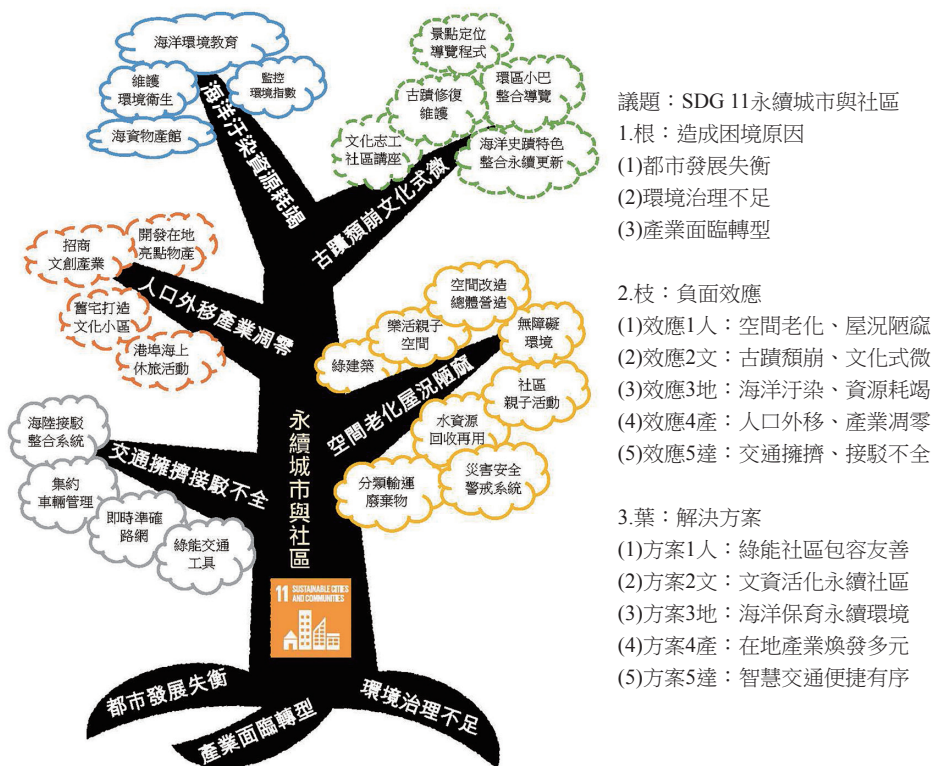 海洋環境教育
維護
環境衛生
監控
環境指數
海資物產館
海洋汙染資源耗竭
景點定位
導覽程式
環區小巴
整合導覽
古蹟修復
維護
文化志工
社區講座
海洋史蹟特色
整合永續更新
古蹟頹崩文化式微
招商
文創產業
開發在地
亮點物產
舊宅打造
文化小區
港埠海上
休旅活動
人口外移產業凋零
空間改造
總體營造
樂活親子
空間
無障礙
環境
綠建築
社區
親子活動
水資源
回收再用
分類輸運
廢棄物
災害安全
警戒系統
空間老化屋況陋窳
海陸接駁
整合系統
集約
車輛管理
即時準確
路網
綠能交通
工具
交通擁擠接駁不全
永續城市與社區
11 SUSTAINABLE CITIES
AND COMMUNITIES
都市發展失衡
產業面臨轉型
環境治理不足
議題：SDG 11永續城市與社區
1.根：造成困境原因
(1)都市發展失衡
(2)環境治理不足
(3)產業面臨轉型
2.枝：負面效應
(1)效應1人：空間老化、屋況陋窳
(2)效應2文：古蹟頹崩、文化式微
(3)效應3地：海洋汙染、資源耗竭
(4)效應4產：人口外移、產業凋零
(5)效應5達：交通擁擠、接駁不全
3.葉：解決方案
(1)方案1人：綠能社區包容友善
(2)方案2文：文資活化永續社區
(3)方案3地：海洋保育永續環境
(4)方案4產：在地產業煥發多元
(5)方案5達：智慧交通便捷有序